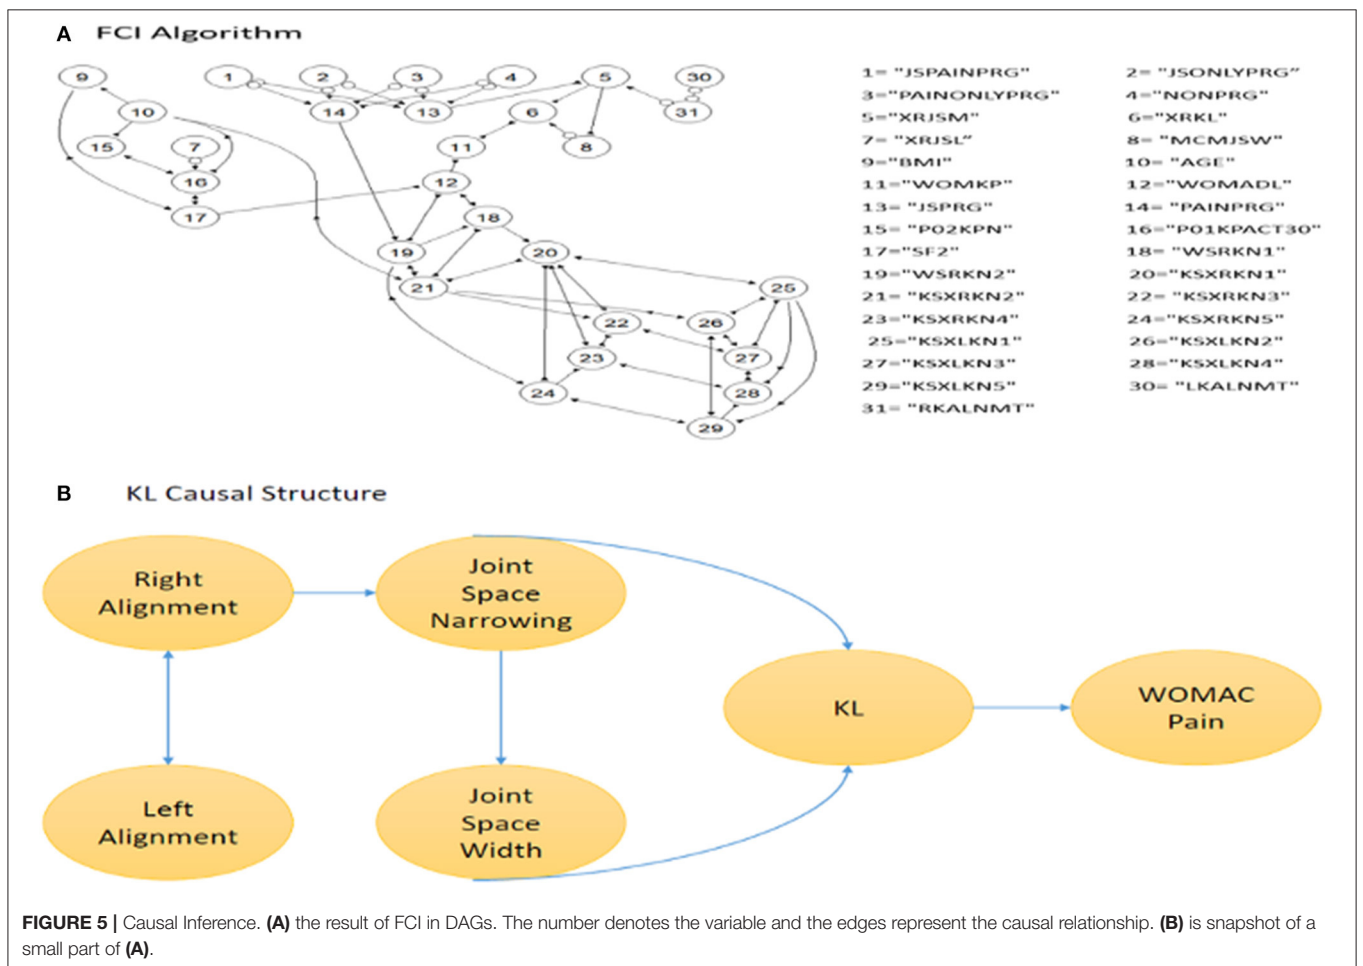 A FCI Algorithm
9 1 2 3 4 5 30
10 14 13 6 31
15 7 11 8
16 12
17 18
19 20
21 25
22 26
23 27
24 28
29
1= "JSPAINPRG" 2= "JSONLYPRG"
3="PAINONLYPRG" 4="NONPRG"
5="XRJSM" 6="XRKL"
7= "XRJSL" 8= "MCMJSW"
9="BMI" 10= "AGE"
11="WOMKP" 12="WOMADL"
13="JSPRG" 14= "PAINPRG"
15= "P02KPN" 16="P01KPACT30"
17="SF2" 18= "WSRKN1"
19="WSRKN2" 20="KSXRKN1"
21= "KSXRKN2" 22= "KSXRKN3"
23="KSXRKN4" 24= "KSXRKN5"
25="KSXLKN1" 26="KSXLKN2"
27="KSXLKN3" 28="KSXLKN4"
29="KSXLKN5" 30= "LKALNMT"
31= "RKALNMT"
B KL Causal Structure
Right
Alignment
Joint
Space
Narrowing
KL
WOMAC
Pain
Left
Alignment
Joint
Space
Width
FIGURE 5 | Causal Inference. (A) the result of FCI in DAGs. The number denotes the variable and the edges represent the causal relationship. (B) is snapshot of a
small part of (A).